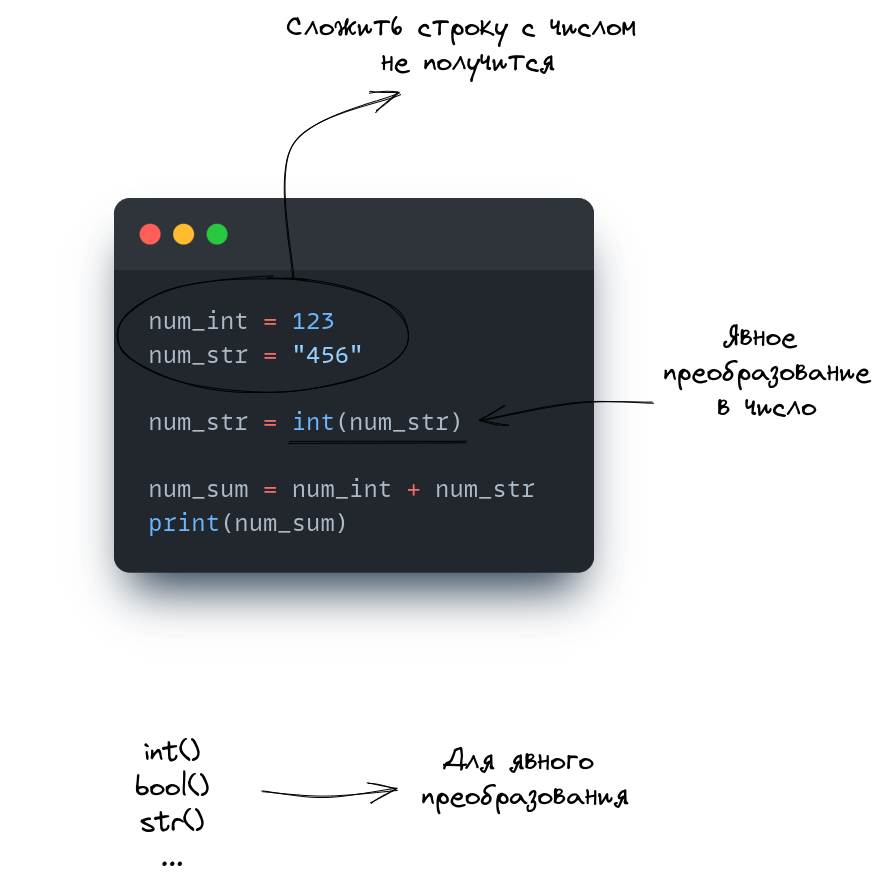 Сложить строку с числом
не получится
num_int = 123
num_str = "456"
num_str = int(num_str)
num_sum = num_int + num_str
print(num_sum)
Явное
преобразование
в число
int()
bool()
str()
...
Для явного
преобразования